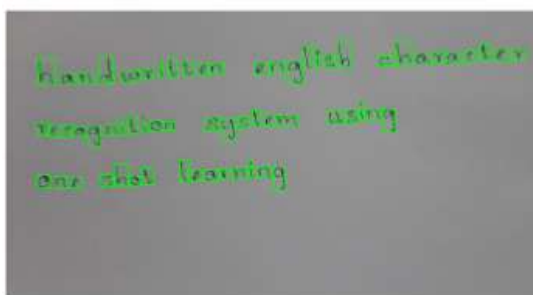 handwritten english character
recognition system using
one shot learning